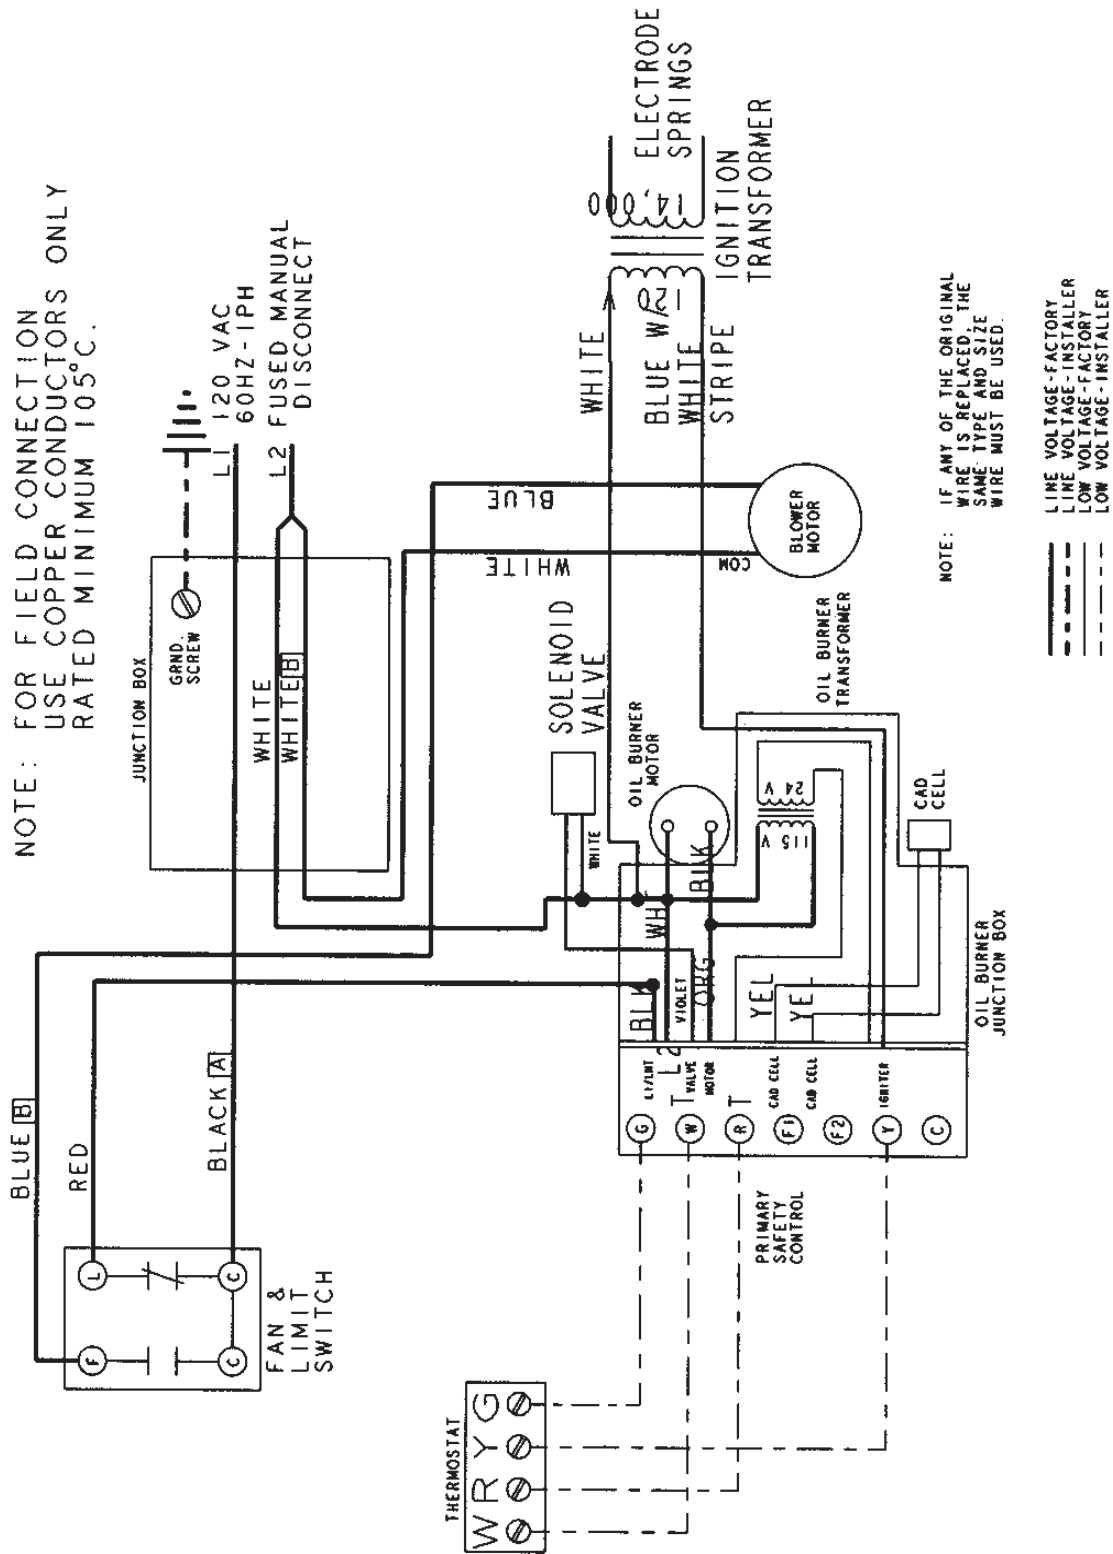 NOTE: FOR FIELD CONNECTION
USE COPPER CONDUCTORS ONLY
RATED MINIMUM 105°C.
JUNCTION BOX
GRND.
SCREW
L1
120 VAC
60HZ-1PH
L2
FUSED MANUAL
DISCONNECT
WHITE
WHITE B
BLUE B
RED
BLACK A
L
C
F
C
FAN &
LIMIT
SWITCH
BLUE
WHITE
COM
BLOWER
MOTOR
SOLENOID
VALVE
WHITE
OIL BURNER
MOTOR
WHITE
BLUE W/
WHITE
STRIPE
120 V
14,000
ELECTRODE
SPRINGS
IGNITION
TRANSFORMER
OIL BURNER
TRANSFORMER
115 V
24 V
CAD
CELL
OIL BURNER
JUNCTION BOX
BLK
WH
VIOLET
ORG
BLK
YEL
YEL
L1/LMT
L2
VALVE
MOTOR
CAD CELL
CAD CELL
IGNITER
G
W T
R T
F1
F2
Y
C
PRIMARY
SAFETY
CONTROL
THERMOSTAT
W R Y G
NOTE: IF ANY OF THE ORIGINAL
WIRE IS REPLACED, THE
SAME TYPE AND SIZE
WIRE MUST BE USED.
LINE VOLTAGE-FACTORY
LINE VOLTAGE-INSTALLER
LOW VOLTAGE-FACTORY
LOW VOLTAGE-INSTALLER